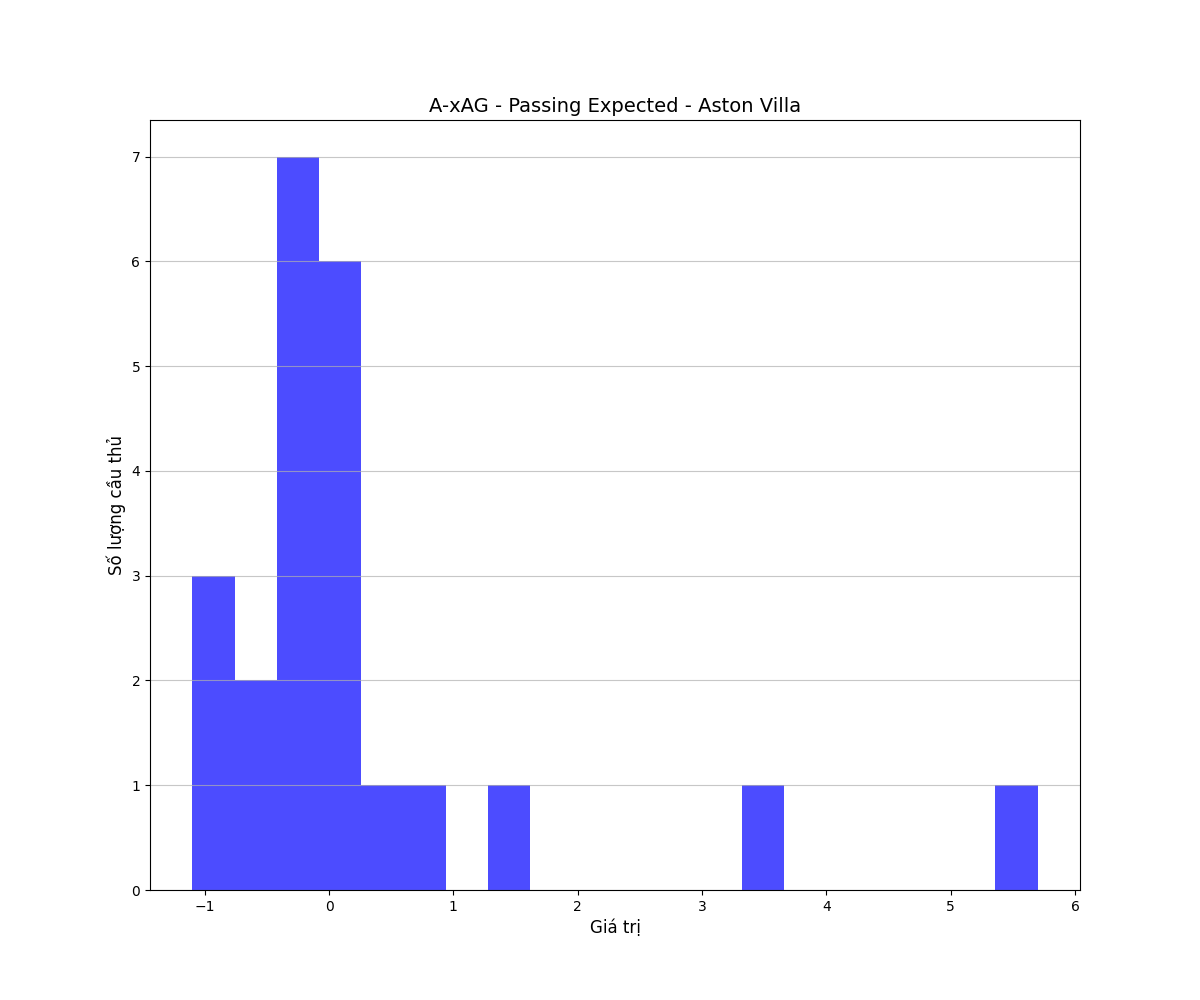 A-xAG - Passing Expected - Aston Villa
7
6
5
4
3
2
1
0
Số lượng cầu thủ
−1 0 1 2 3 4 5 6
Giá trị